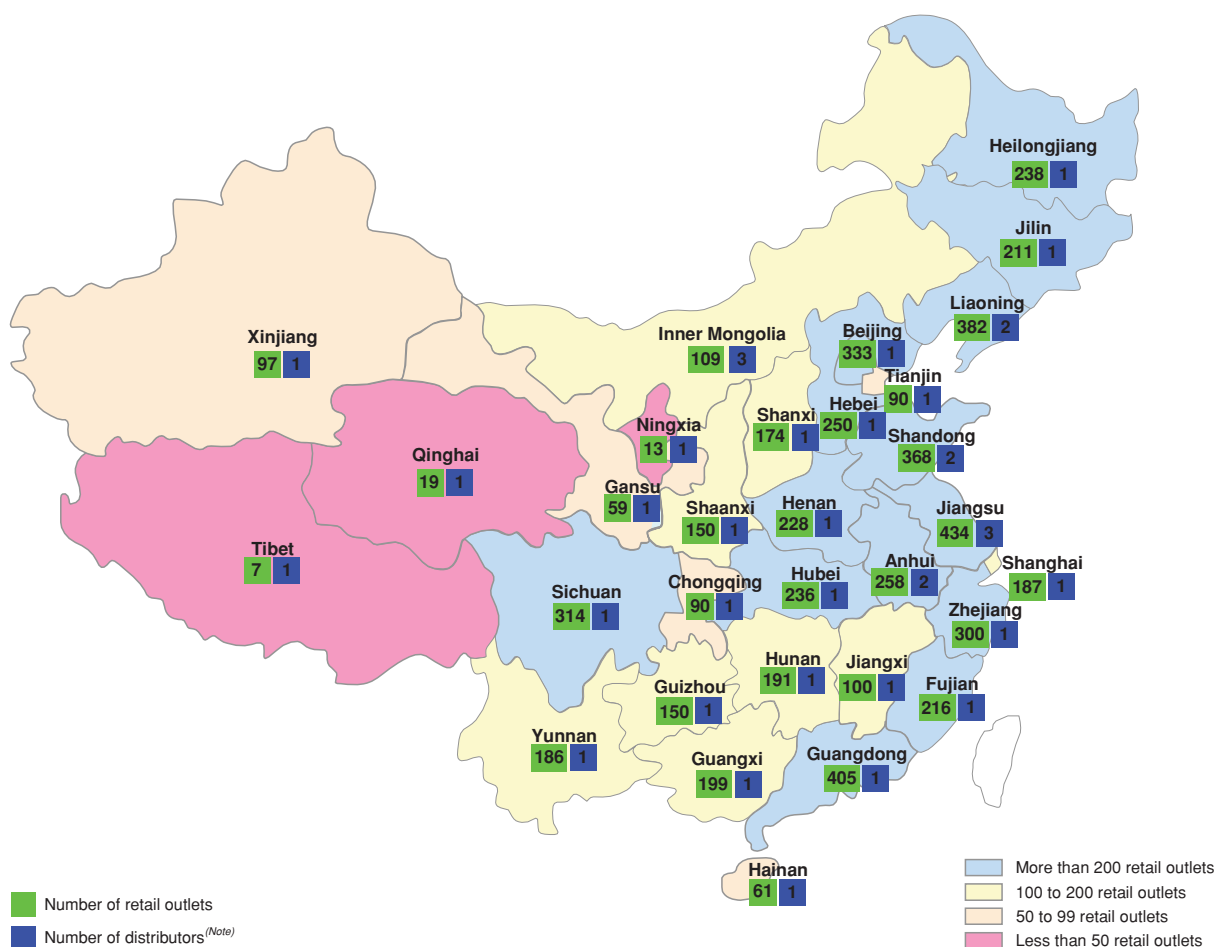 Heilongjiang
238 1
Jilin
211 1
Liaoning
382 2
Inner Mongolia
109 3
Beijing
333 1
Xinjiang
97 1
Tianjin
90 1
Hebei
250 1
Shanxi
174 1
Ningxia
13 1
Shandong
368 2
Qinghai
19 1
Gansu
59 1
Shaanxi
150 1
Henan
228 1
Jiangsu
434 3
Tibet
7 1
Anhui
258 2
Shanghai
187 1
Sichuan
314 1
Chongqing
90 1
Hubei
236 1
Zhejiang
300 1
Hunan
191 1
Jiangxi
100 1
Guizhou
150 1
Fujian
216 1
Yunnan
186 1
Guangxi
199 1
Guangdong
405 1
Hainan
61 1
Number of retail outlets
Number of distributors(Note)
More than 200 retail outlets
100 to 200 retail outlets
50 to 99 retail outlets
Less than 50 retail outlets